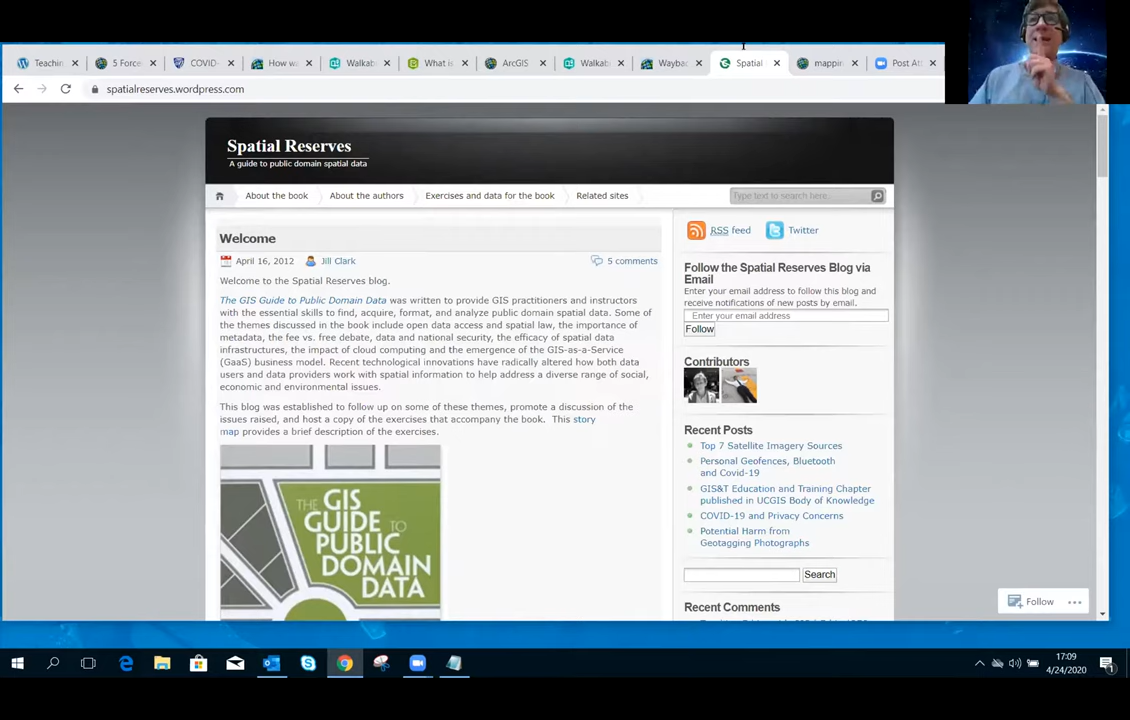 Teachin
5 Force
COVID-
How wa
Walkab
What is
ArcGIS
Walkab
Wayba
Spatial
mappin
Post At
spatialreserves.wordpress.com
Spatial Reserves
A guide to public domain spatial data
About the book
About the authors
Exercises and data for the book
Related sites
Type text to search here...
Welcome
April 16, 2012
Jill Clark
5 comments
Welcome to the Spatial Reserves blog.
The GIS Guide to Public Domain Data was written to provide GIS practitioners and instructors
with the essential skills to find, acquire, format, and analyze public domain spatial data. Some of
the themes discussed in the book include open data access and spatial law, the importance of
metadata, the fee vs. free debate, data and national security, the efficacy of spatial data
infrastructures, the impact of cloud computing and the emergence of the GIS-as-a-Service
(GaaS) business model. Recent technological innovations have radically altered how both data
users and data providers work with spatial information to help address a diverse range of social,
economic and environmental issues.
This blog was established to follow up on some of these themes, promote a discussion of the
issues raised, and host a copy of the exercises that accompany the book. This story
map provides a brief description of the exercises.
THE GIS
GUIDE TO
PUBLIC
DOMAIN
DATA
RSS feed
Twitter
Follow the Spatial Reserves Blog via
Email
Enter your email address to follow this blog and
receive notifications of new posts by email.
Enter your email address
Follow
Contributors
Recent Posts
Top 7 Satellite Imagery Sources
Personal Geofences, Bluetooth
and Covid-19
GIS&T Education and Training Chapter
published in UCGIS Body of Knowledge
COVID-19 and Privacy Concerns
Potential Harm from
Geotagging Photographs
Search
Recent Comments
Follow
17:09
4/24/2020
1